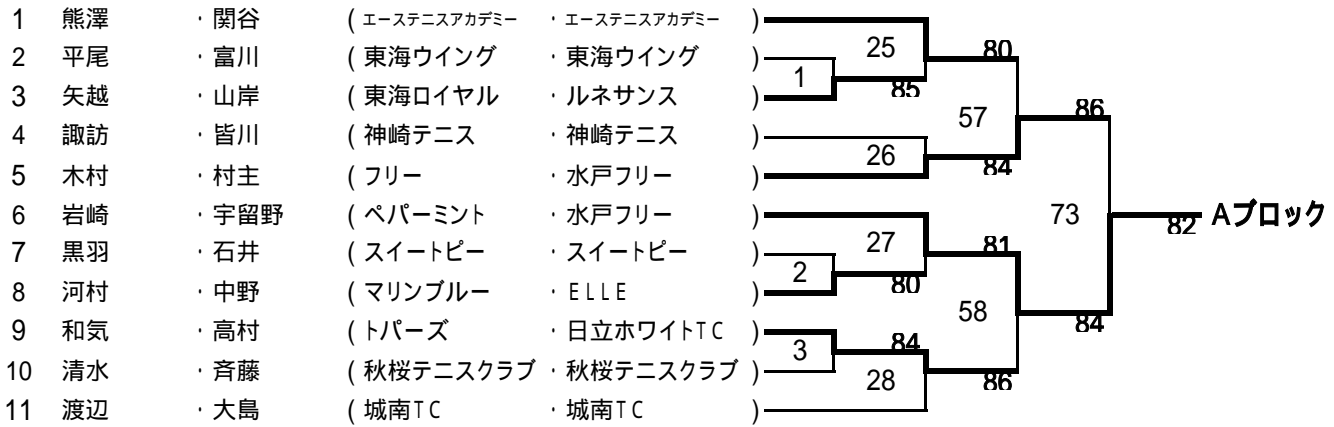 1 熊澤 ・関谷 ( エーステニスアカデミー ・エーステニスアカデミー )
25 80
2 平尾 ・富川 ( 東海ウイング ・東海ウイング )
1 85
3 矢越 ・山岸 ( 東海ロイヤル ・ルネサンス )
57 86
4 諏訪 ・皆川 ( 神崎テニス ・神崎テニス )
26 84
5 木村 ・村主 ( フリー ・水戸フリー )
6 岩崎 ・宇留野 ( ペパーミント ・水戸フリー )
73 82 Aブロック
27 81
7 黒羽 ・石井 ( スイートピー ・スイートピー )
2 80
8 河村 ・中野 ( マリンブルー ・ELLE )
58 84
9 和気 ・高村 ( トパーズ ・日立ホワイトTC )
3 84
10 清水 ・斉藤 ( 秋桜テニスクラブ ・秋桜テニスクラブ )
28 86
11 渡辺 ・大島 ( 城南TC ・城南TC )